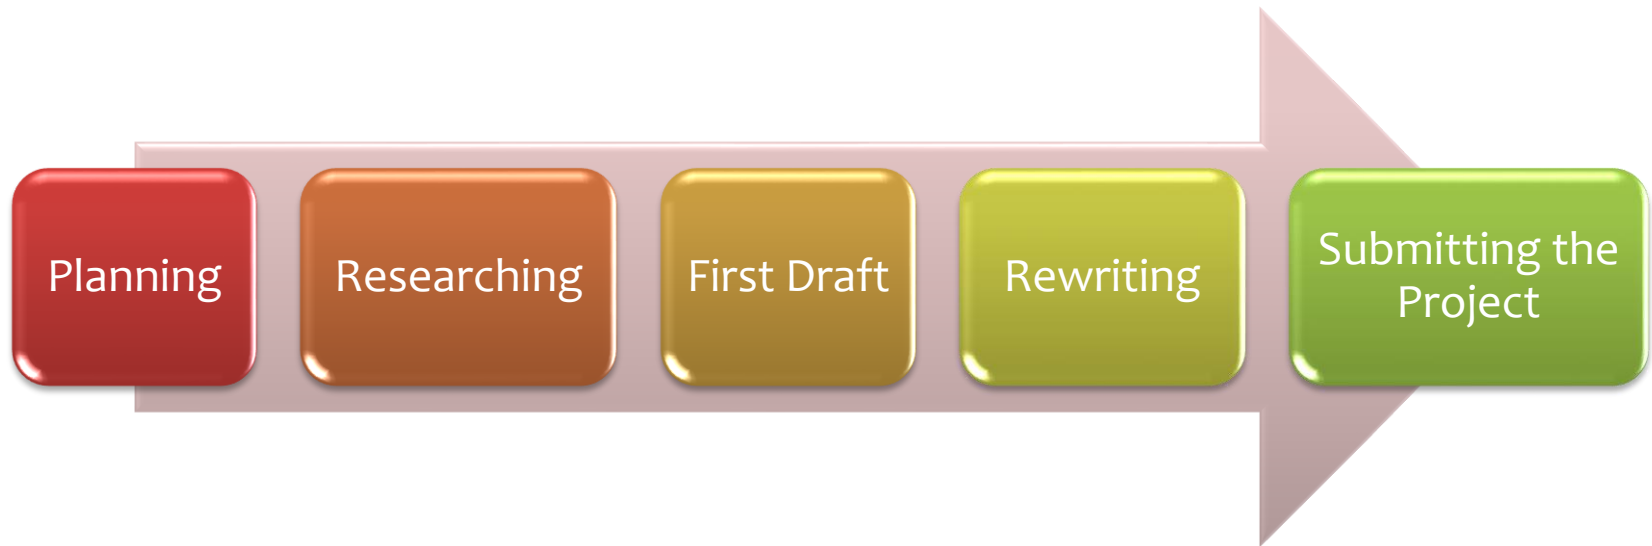 Planning
Researching
First Draft
Rewriting
Submitting the
Project